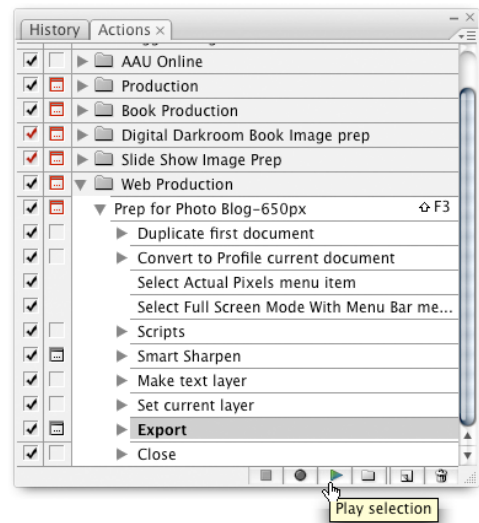 History
Actions ×
AAU Online
Production
Book Production
Digital Darkroom Book Image prep
Slide Show Image Prep
Web Production
Prep for Photo Blog-650px ⇧F3
Duplicate first document
Convert to Profile current document
Select Actual Pixels menu item
Select Full Screen Mode With Menu Bar me...
Scripts
Smart Sharpen
Make text layer
Set current layer
Export
Close
Play selection